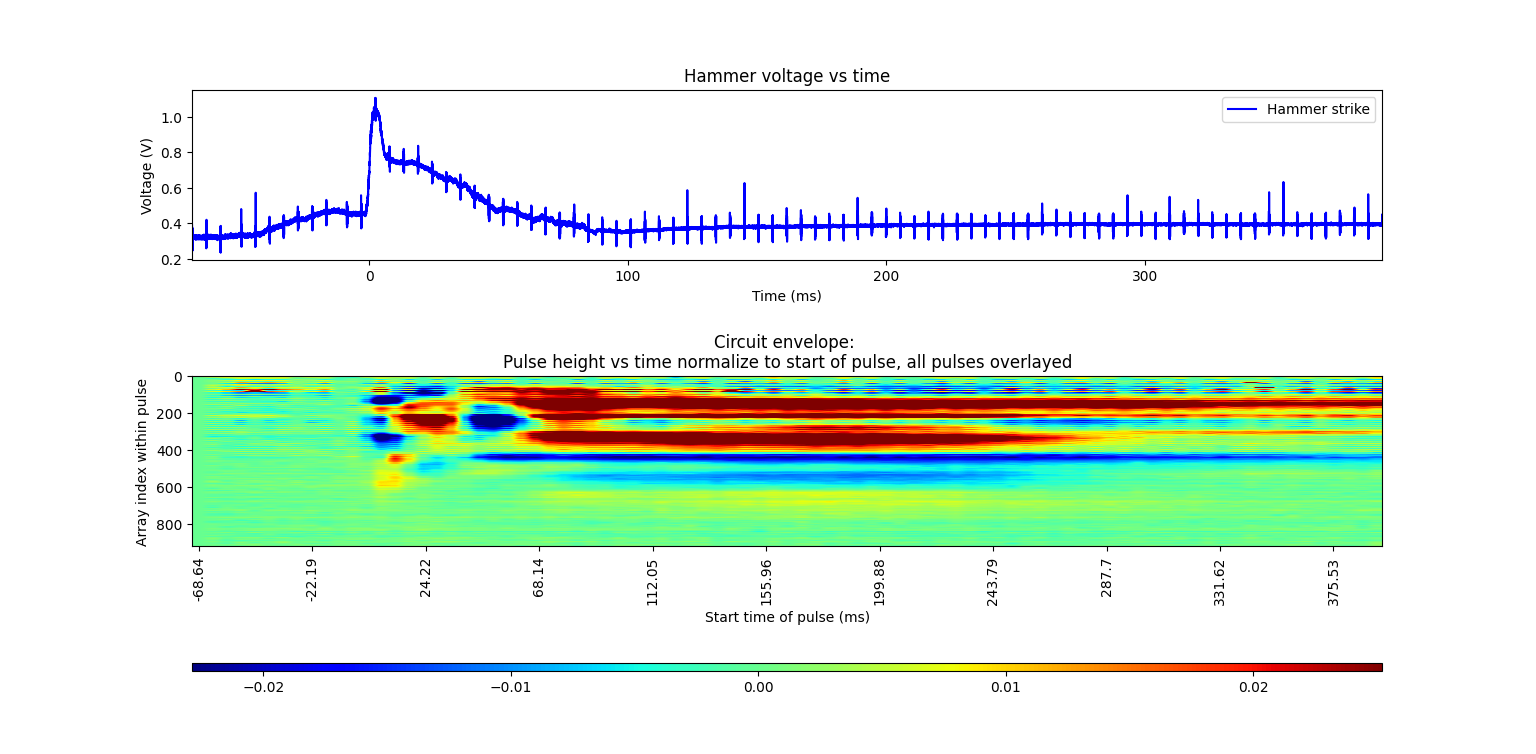 Hammer voltage vs time
Hammer strike
Voltage (V)
1.0
0.8
0.6
0.4
0.2
0 100 200 300
Time (ms)
Circuit envelope:
Pulse height vs time normalize to start of pulse, all pulses overlayed
Array index within pulse
0
200
400
600
800
-68.64 -22.19 24.22 68.14 112.05 155.96 199.88 243.79 287.7 331.62 375.53
Start time of pulse (ms)
−0.02 −0.01 0.00 0.01 0.02